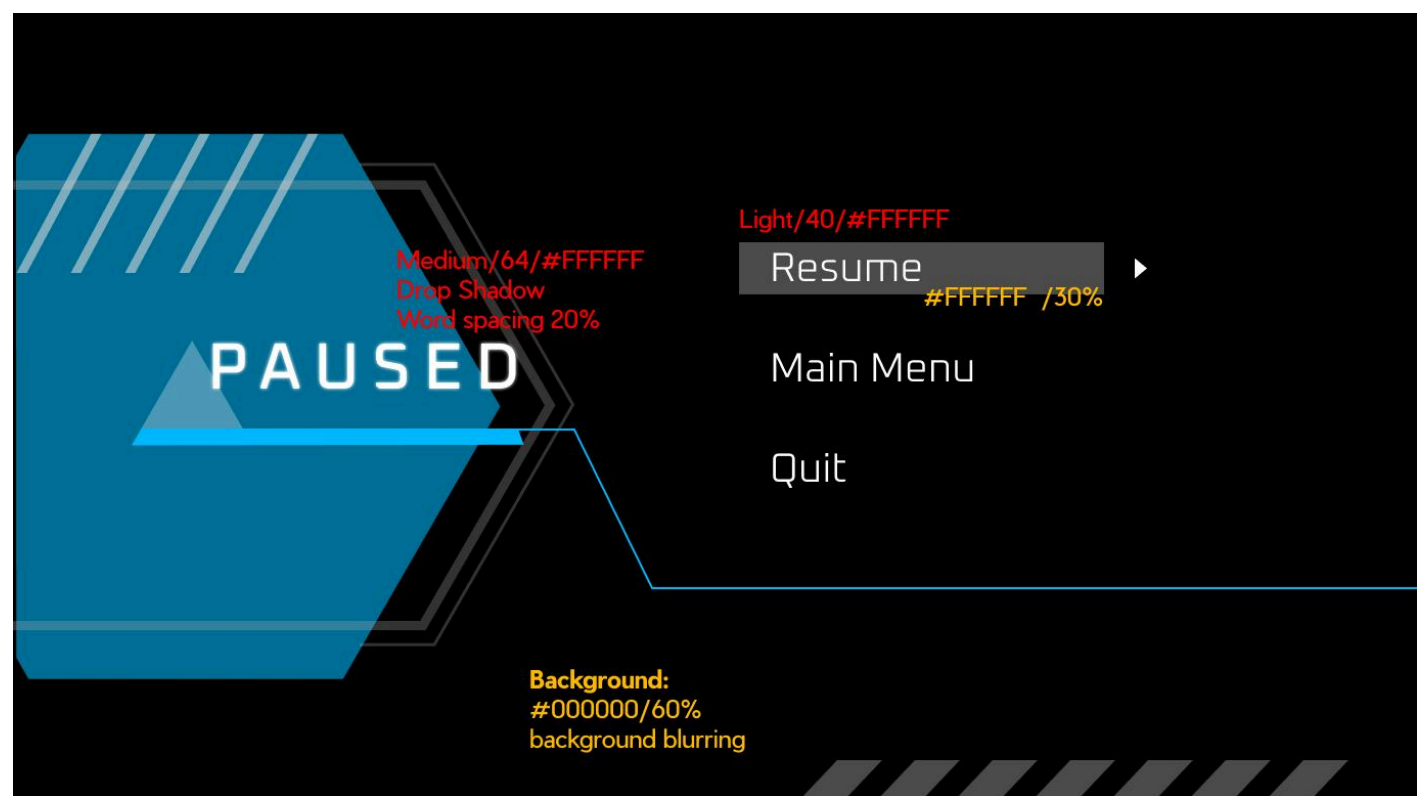 Medium/64/#FFFFFF
Drop Shadow
Word spacing 20%
PAUSED
Light/40/#FFFFFF
Resume
#FFFFFF /30%
Main Menu
Quit
Background:
#000000/60%
background blurring